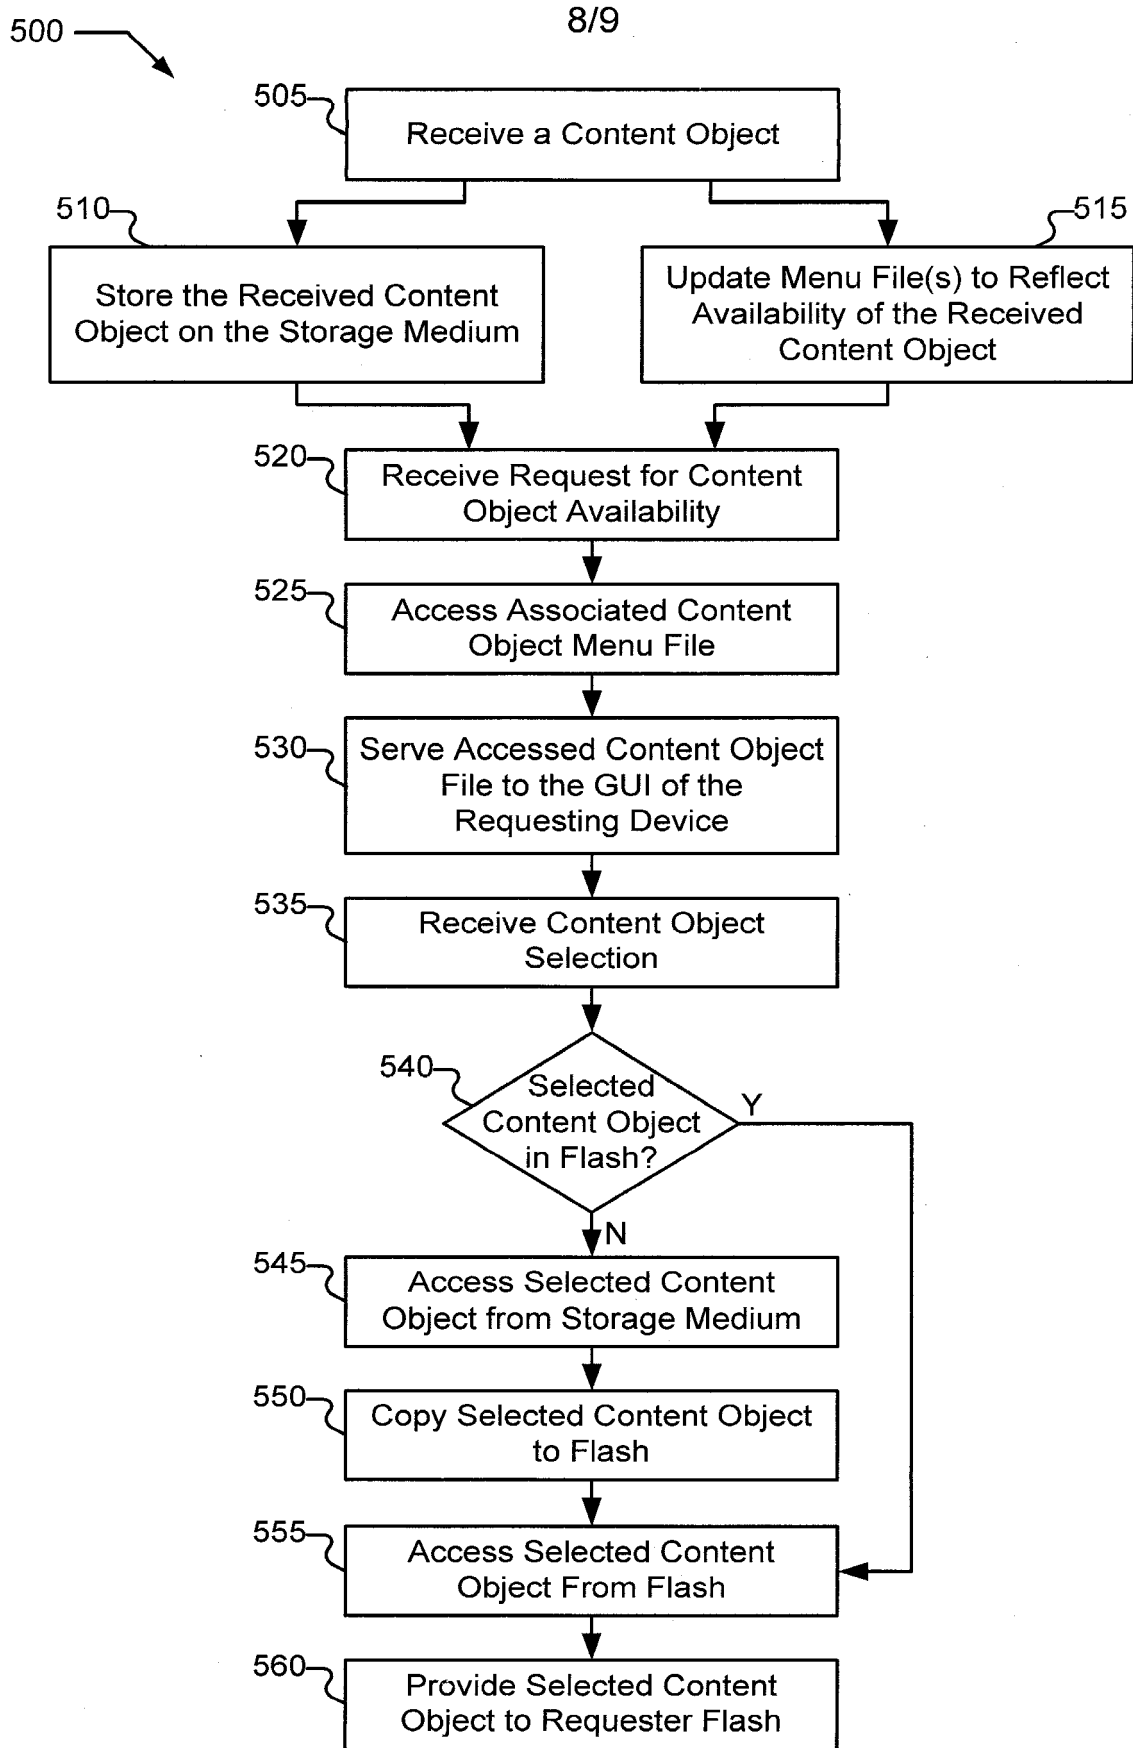 8/9
500
505
Receive a Content Object
510
515
Store the Received Content
Object on the Storage Medium
Update Menu File(s) to Reflect
Availability of the Received
Content Object
520
Receive Request for Content
Object Availability
525
Access Associated Content
Object Menu File
530
Serve Accessed Content Object
File to the GUI of the
Requesting Device
535
Receive Content Object
Selection
540
Selected
Content Object
in Flash?
Y
N
545
Access Selected Content
Object from Storage Medium
550
Copy Selected Content Object
to Flash
555
Access Selected Content
Object From Flash
560
Provide Selected Content
Object to Requester Flash